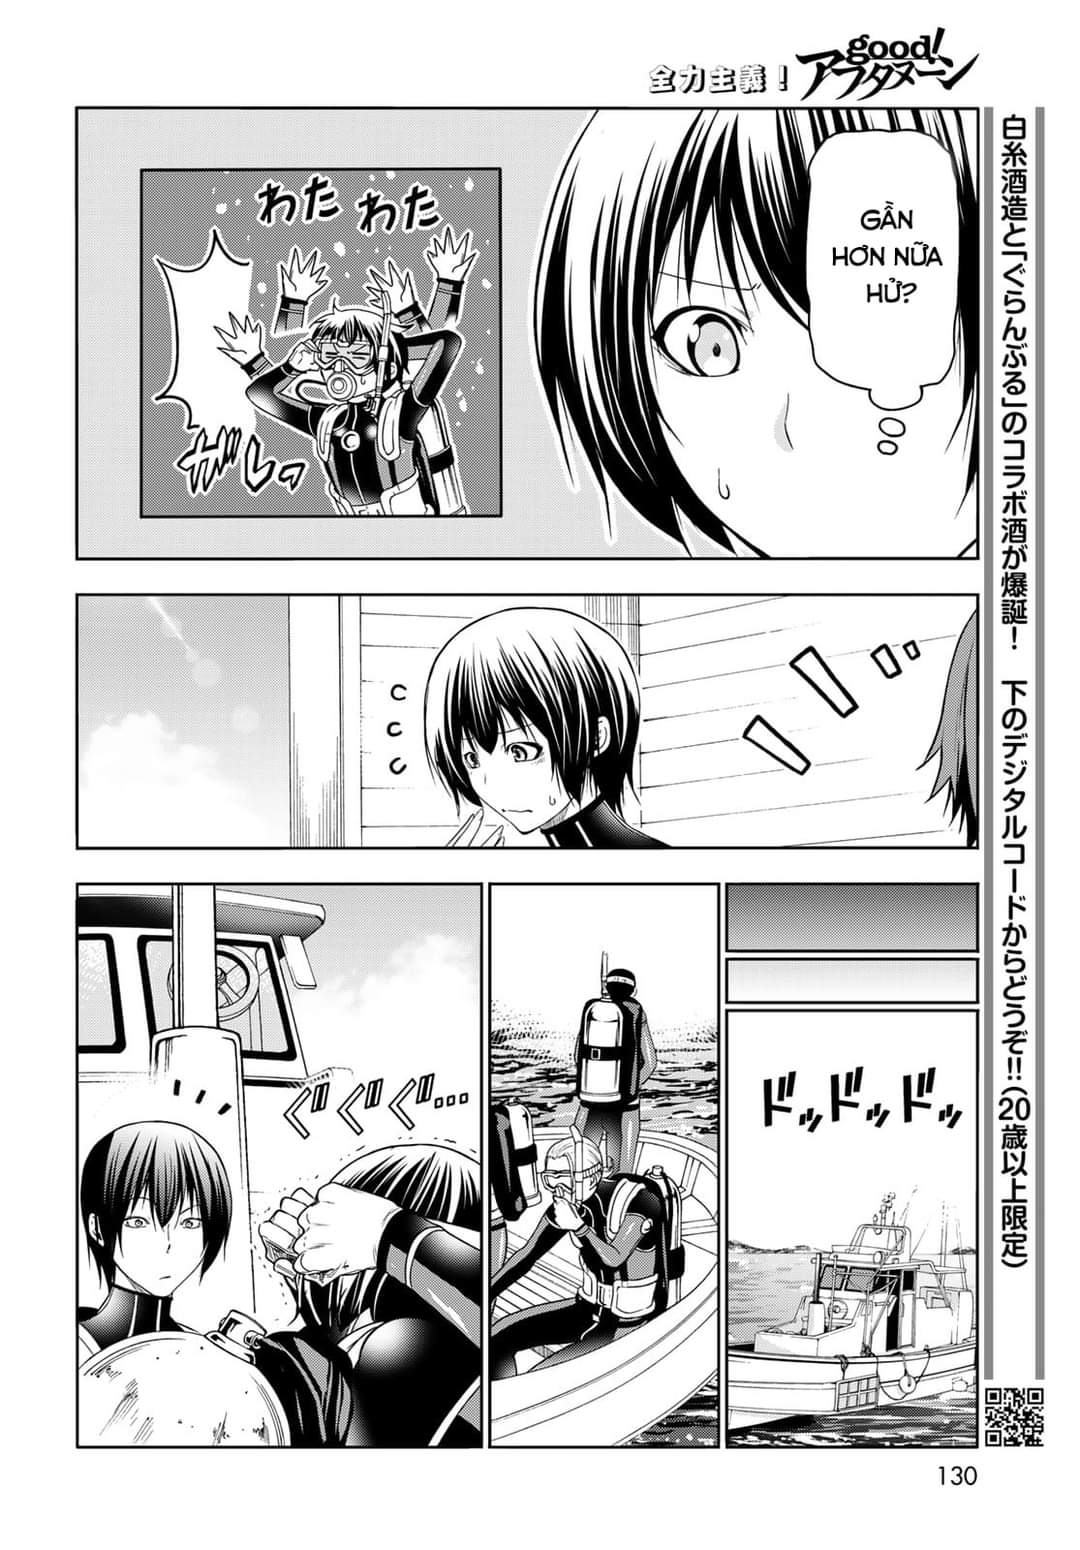 全力主義!
good!
アフタヌーン
白糸酒造と「ぐらんぶる」のコラボ酒が爆誕! 下のデジタルコードからどうぞ!!(20歳以上限定)
GẦN
HƠN NỮA
HỬ?
わた わた
ガしっ
ドッドッドッ
ぐぐぐ…
130